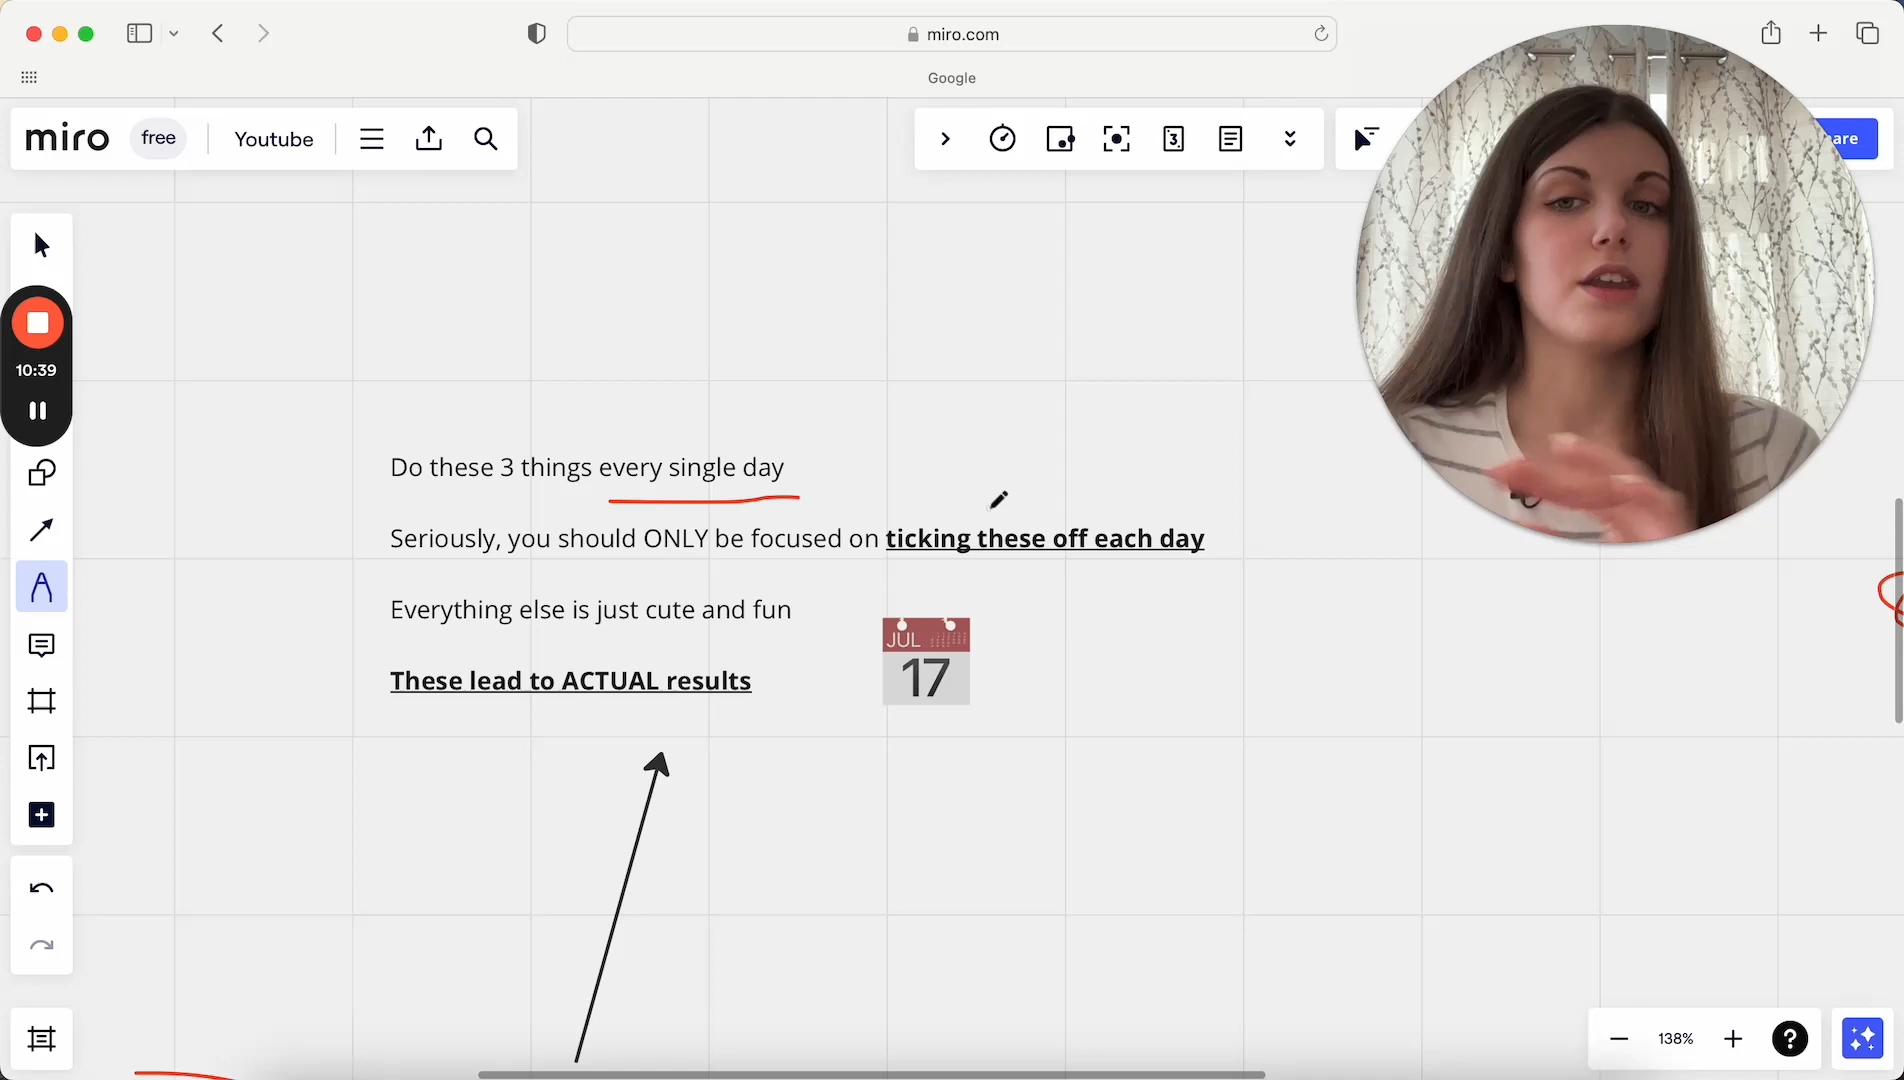 miro.com
Google
miro free Youtube
3
are
10:39
Do these 3 things every single day
Seriously, you should ONLY be focused on ticking these off each day
Everything else is just cute and fun
JUL
17
These lead to ACTUAL results
138%
?